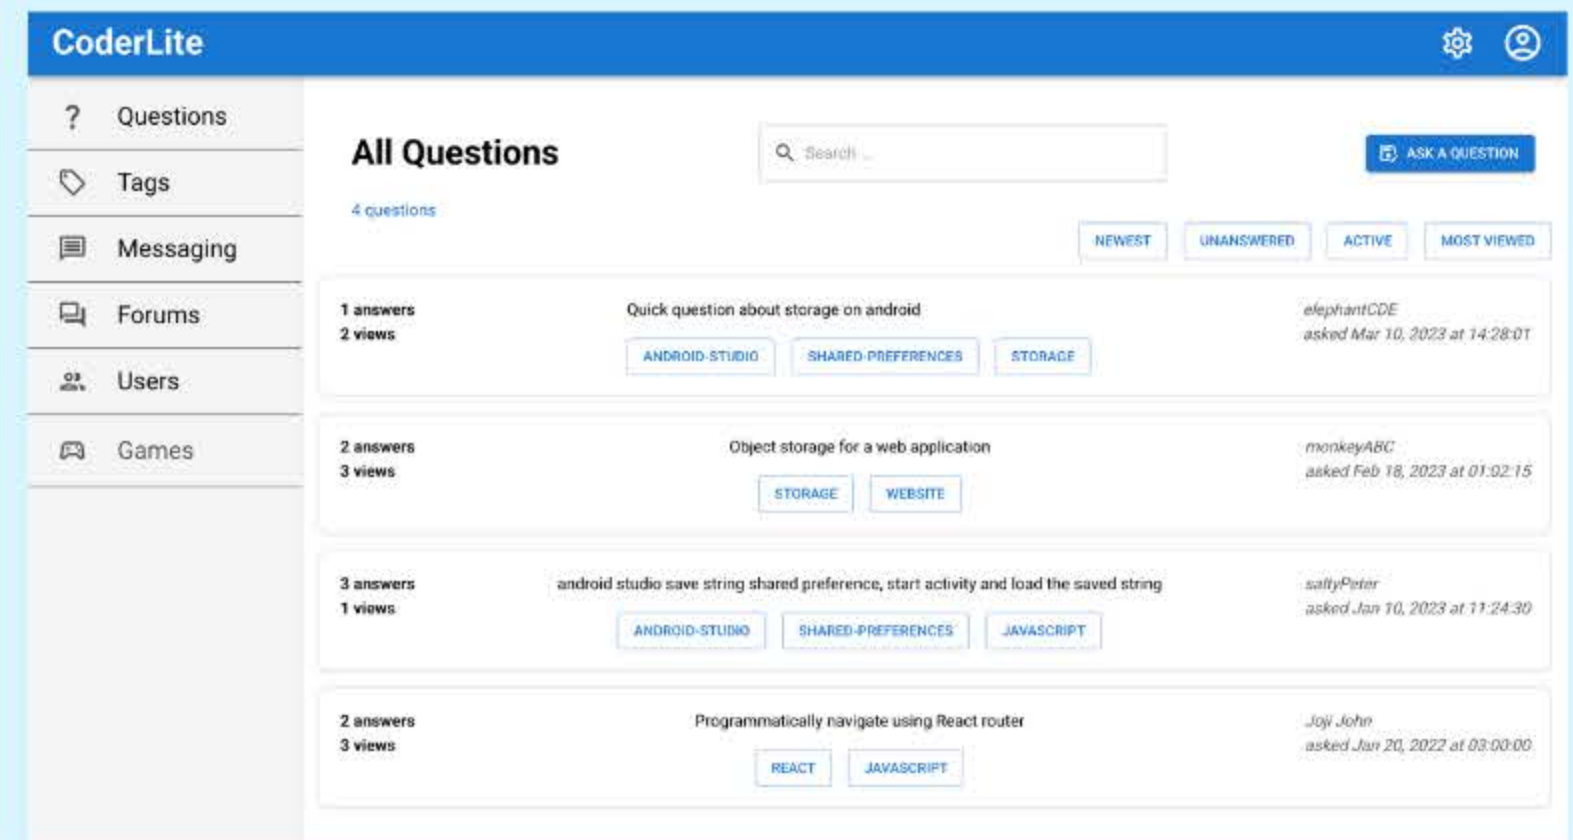 CoderLite
? Questions
Tags
Messaging
Forums
Users
Games
All Questions
Search ...
ASK A QUESTION
4 questions
NEWEST UNANSWERED ACTIVE MOST VIEWED
1 answers
2 views
Quick question about storage on android
ANDROID-STUDIO SHARED-PREFERENCES STORAGE
elephantCDE
asked Mar 10, 2023 at 14:28:01
2 answers
3 views
Object storage for a web application
STORAGE WEBSITE
monkeyABC
asked Feb 18, 2023 at 01:02:15
3 answers
1 views
android studio save string shared preference, start activity and load the saved string
ANDROID-STUDIO SHARED-PREFERENCES JAVASCRIPT
saltyPeter
asked Jan 10, 2023 at 11:24:30
2 answers
3 views
Programmatically navigate using React router
REACT JAVASCRIPT
Joji John
asked Jan 20, 2022 at 03:00:00